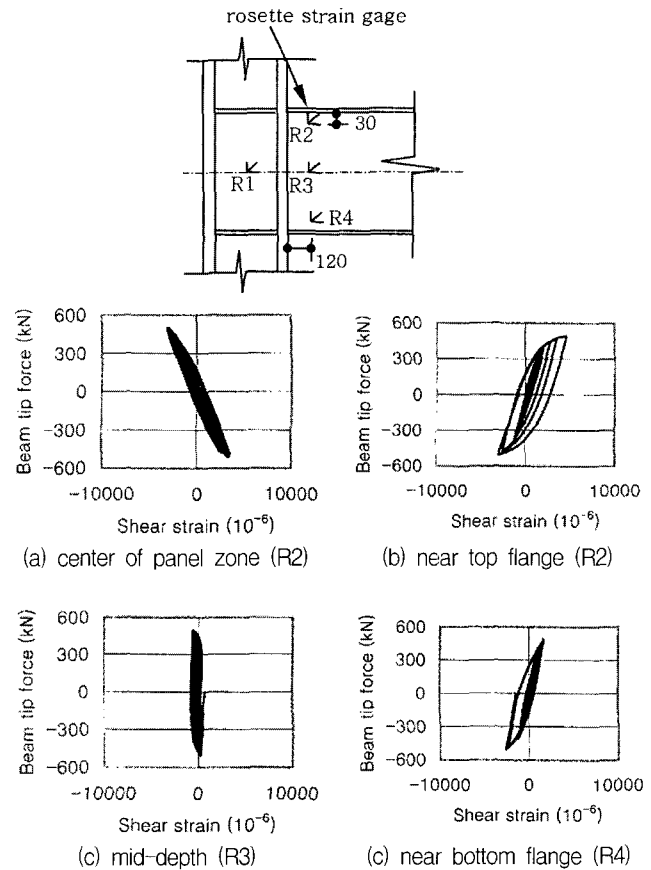 rosette strain gage
30
R2
R1
R3
R4
120
Beam tip force (kN)
600
300
0
−300
−600
−10000 0 10000
Shear strain (10⁻⁶)
(a) center of panel zone (R2)
Beam tip force (kN)
600
300
0
−300
−600
−10000 0 10000
Shear strain (10⁻⁶)
(b) near top flange (R2)
Beam tip force (kN)
600
300
0
−300
−600
−10000 0 10000
Shear strain (10⁻⁶)
(c) mid-depth (R3)
Beam tip force (kN)
600
300
0
−300
−600
−10000 0 10000
Shear strain (10⁻⁶)
(c) near bottom flange (R4)